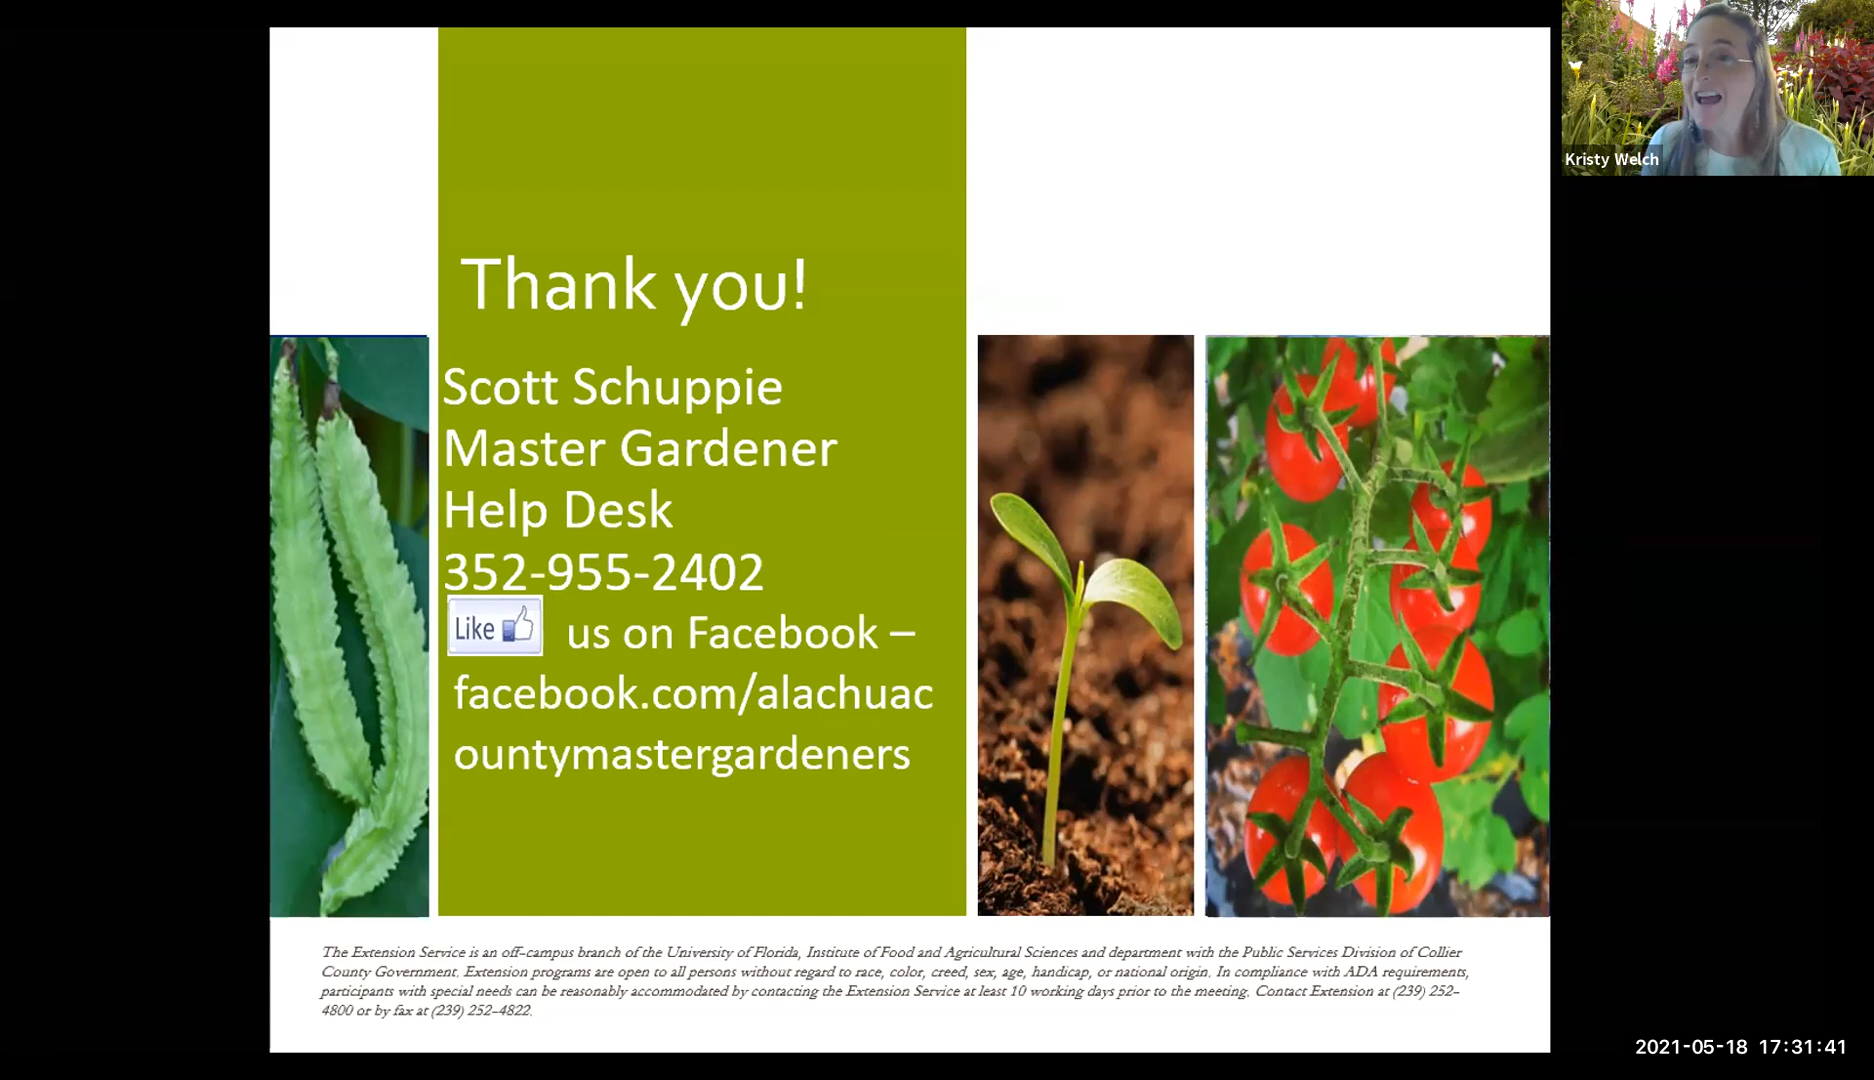 Kristy Welch
Thank you!
Scott Schuppie
Master Gardener
Help Desk
352-955-2402
Like us on Facebook –
facebook.com/alachuac
ountymastergardeners
The Extension Service is an off-campus branch of the University of Florida, Institute of Food and Agricultural Sciences and department with the Public Services Division of Collier
County Government. Extension programs are open to all persons without regard to race, color, creed, sex, age, handicap, or national origin. In compliance with ADA requirements,
participants with special needs can be reasonably accommodated by contacting the Extension Service at least 10 working days prior to the meeting. Contact Extension at (239) 252-
4800 or by fax at (239) 252-4822.
2021-05-18 17:31:41